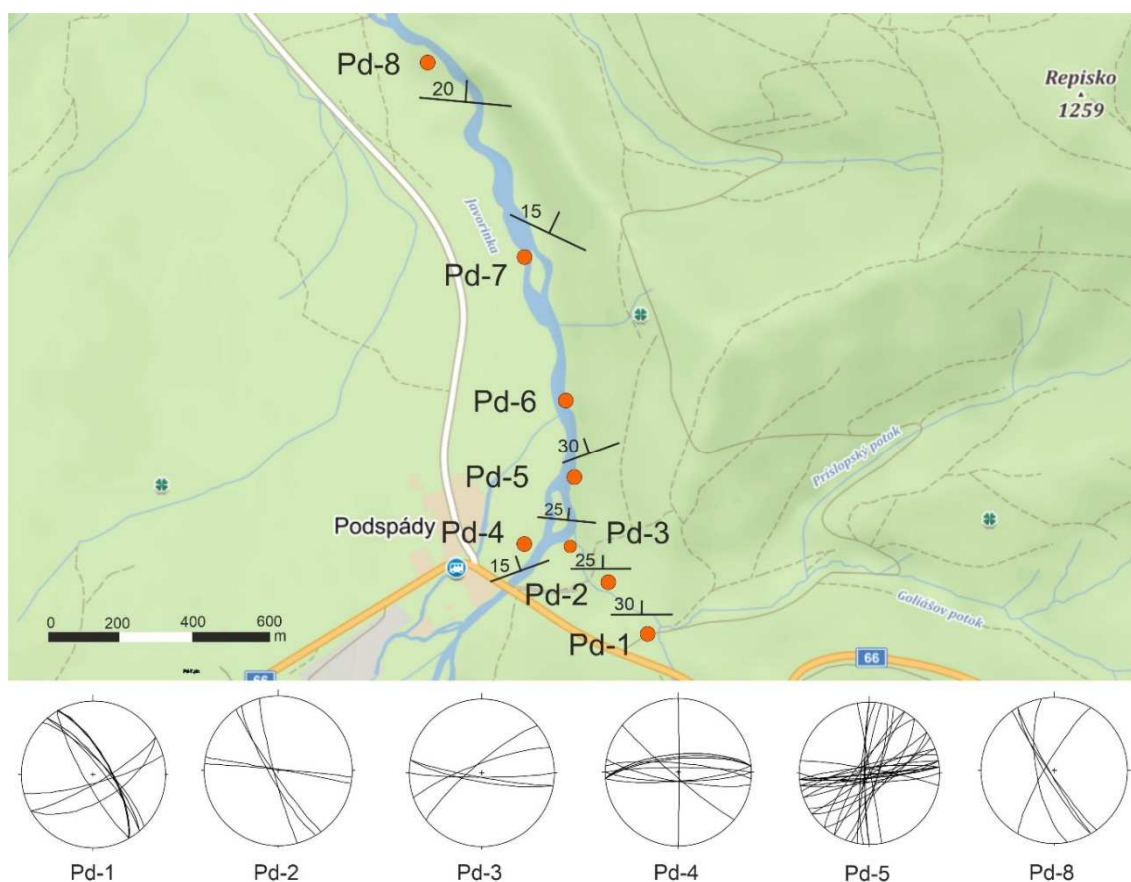 Pd-8
20
Repisko
1259
15
Javorinka
Pd-7
Pd-6
30
Príslopský potok
Pd-5
25
Podspády
Pd-4
Pd-3
15
25
Pd-2
30
Goliášov potok
0 200 400 600
m
Pd-1
66
66
Pd-1 Pd-2 Pd-3 Pd-4 Pd-5 Pd-8